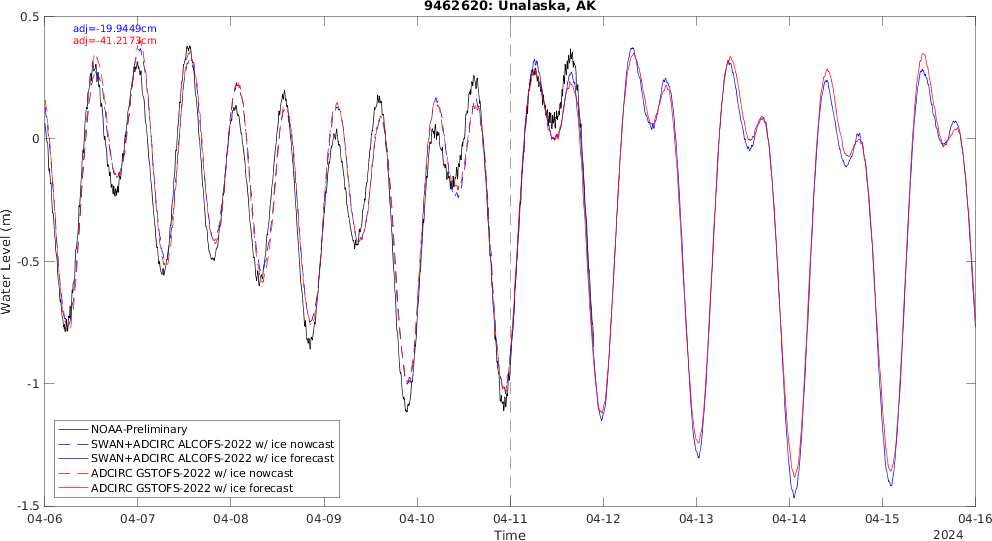 9462620: Unalaska, AK
adj=-19.9449cm
adj=-41.2173cm
Water Level (m)
0.5
0
-0.5
-1
-1.5
NOAA-Preliminary
SWAN+ADCIRC ALCOFS-2022 w/ ice nowcast
SWAN+ADCIRC ALCOFS-2022 w/ ice forecast
ADCIRC GSTOFS-2022 w/ ice nowcast
ADCIRC GSTOFS-2022 w/ ice forecast
04-06 04-07 04-08 04-09 04-10 04-11 04-12 04-13 04-14 04-15 04-16
Time
2024